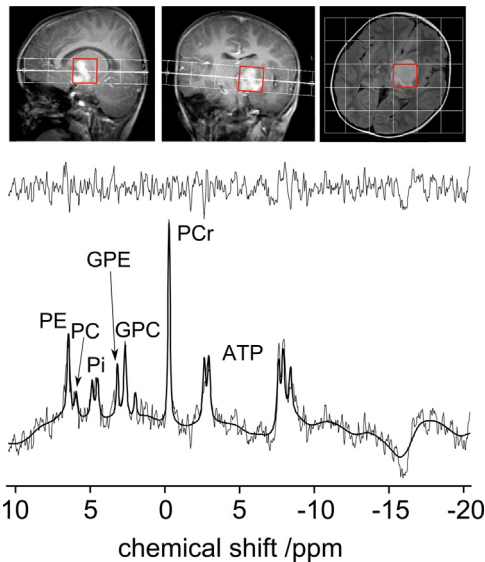 PCr
GPE
PE
PC
GPC
Pi
ATP
10 5 0 -5 -10 -15 -20
chemical shift /ppm